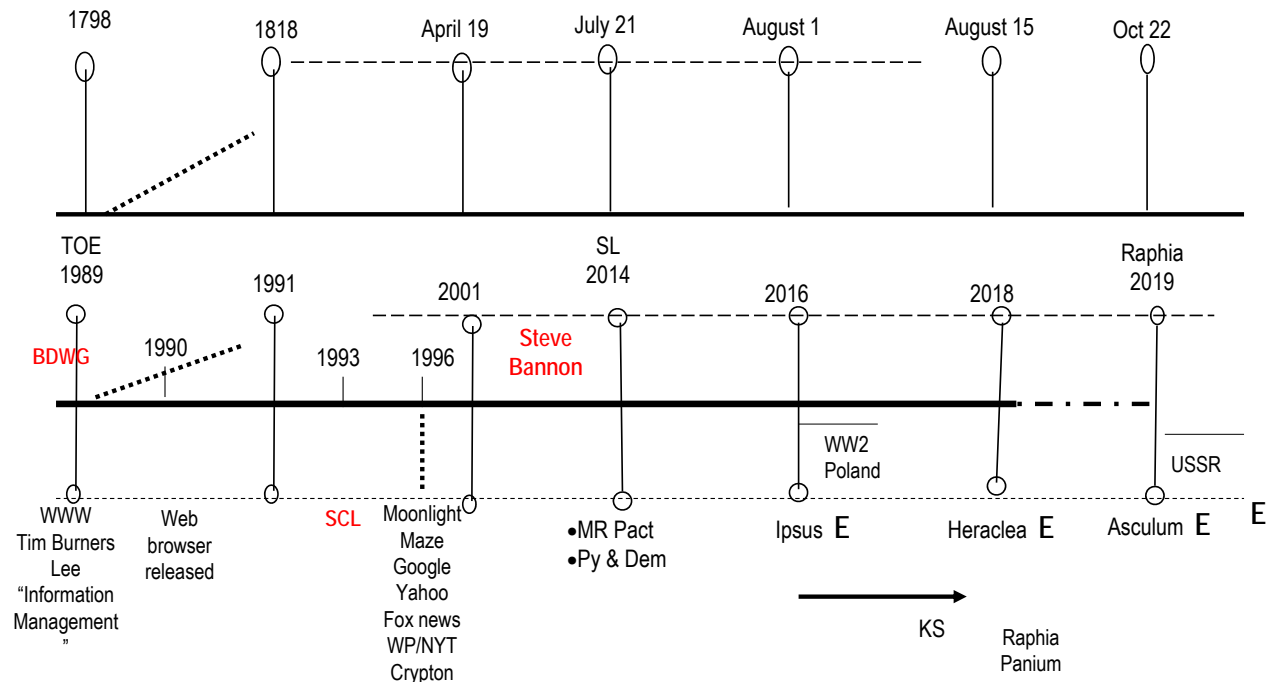 1798
1818
April 19
July 21
August 1
August 15
Oct 22
TOE
1989
1991
2001
SL
2014
2016
2018
Raphia
2019
BDWG
1990
1993
1996
Steve
Bannon
WW2
Poland
USSR
WWW
Tim Burners
Lee
“Information
Management
”
Web
browser
released
SCL
Moonlight
Maze
Google
Yahoo
Fox news
WP/NYT
Crypton
•MR Pact
•Py & Dem
Ipsus E
Heraclea E
Asculum E
E
KS
Raphia
Panium